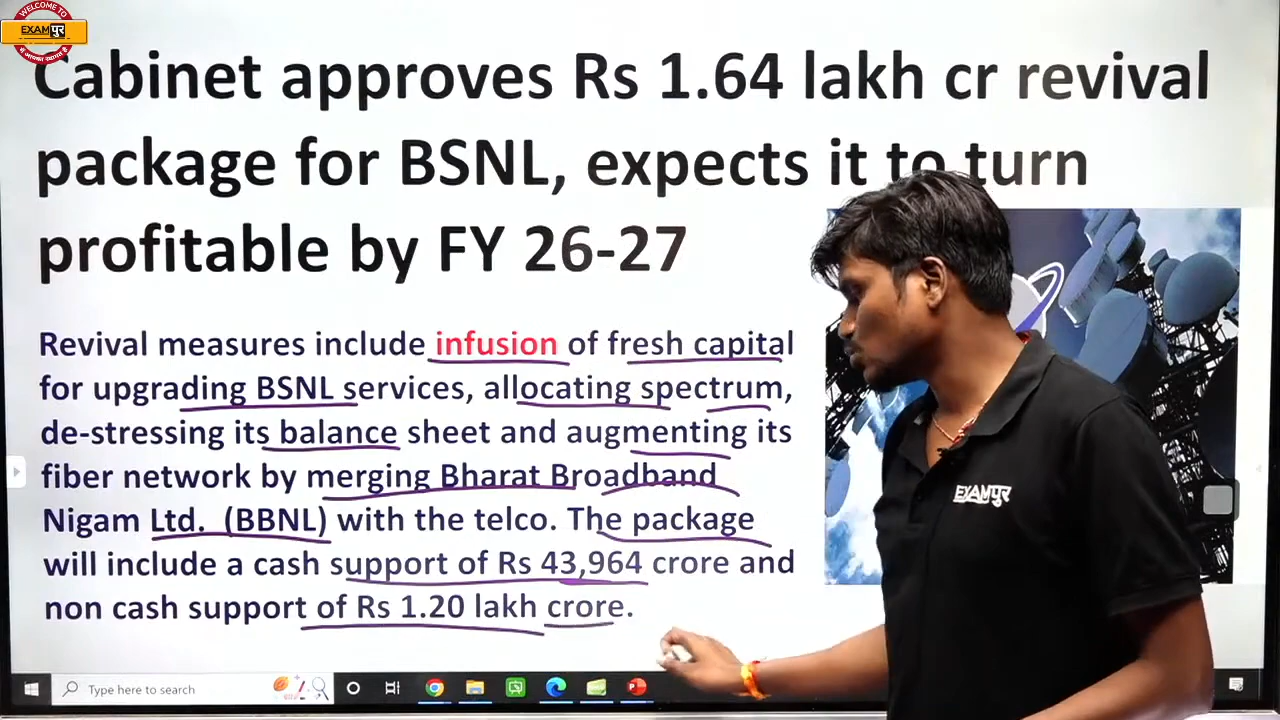 WELCOME TO
EXAMपुर
में आपका स्वागत है
Cabinet approves Rs 1.64 lakh cr revival
package for BSNL, expects it to turn
profitable by FY 26-27
Revival measures include infusion of fresh capital
for upgrading BSNL services, allocating spectrum,
de-stressing its balance sheet and augmenting its
fiber network by merging Bharat Broadband
Nigam Ltd. (BBNL) with the telco. The package
will include a cash support of Rs 43,964 crore and
non cash support of Rs 1.20 lakh crore.
EXAMपुर
Type here to search